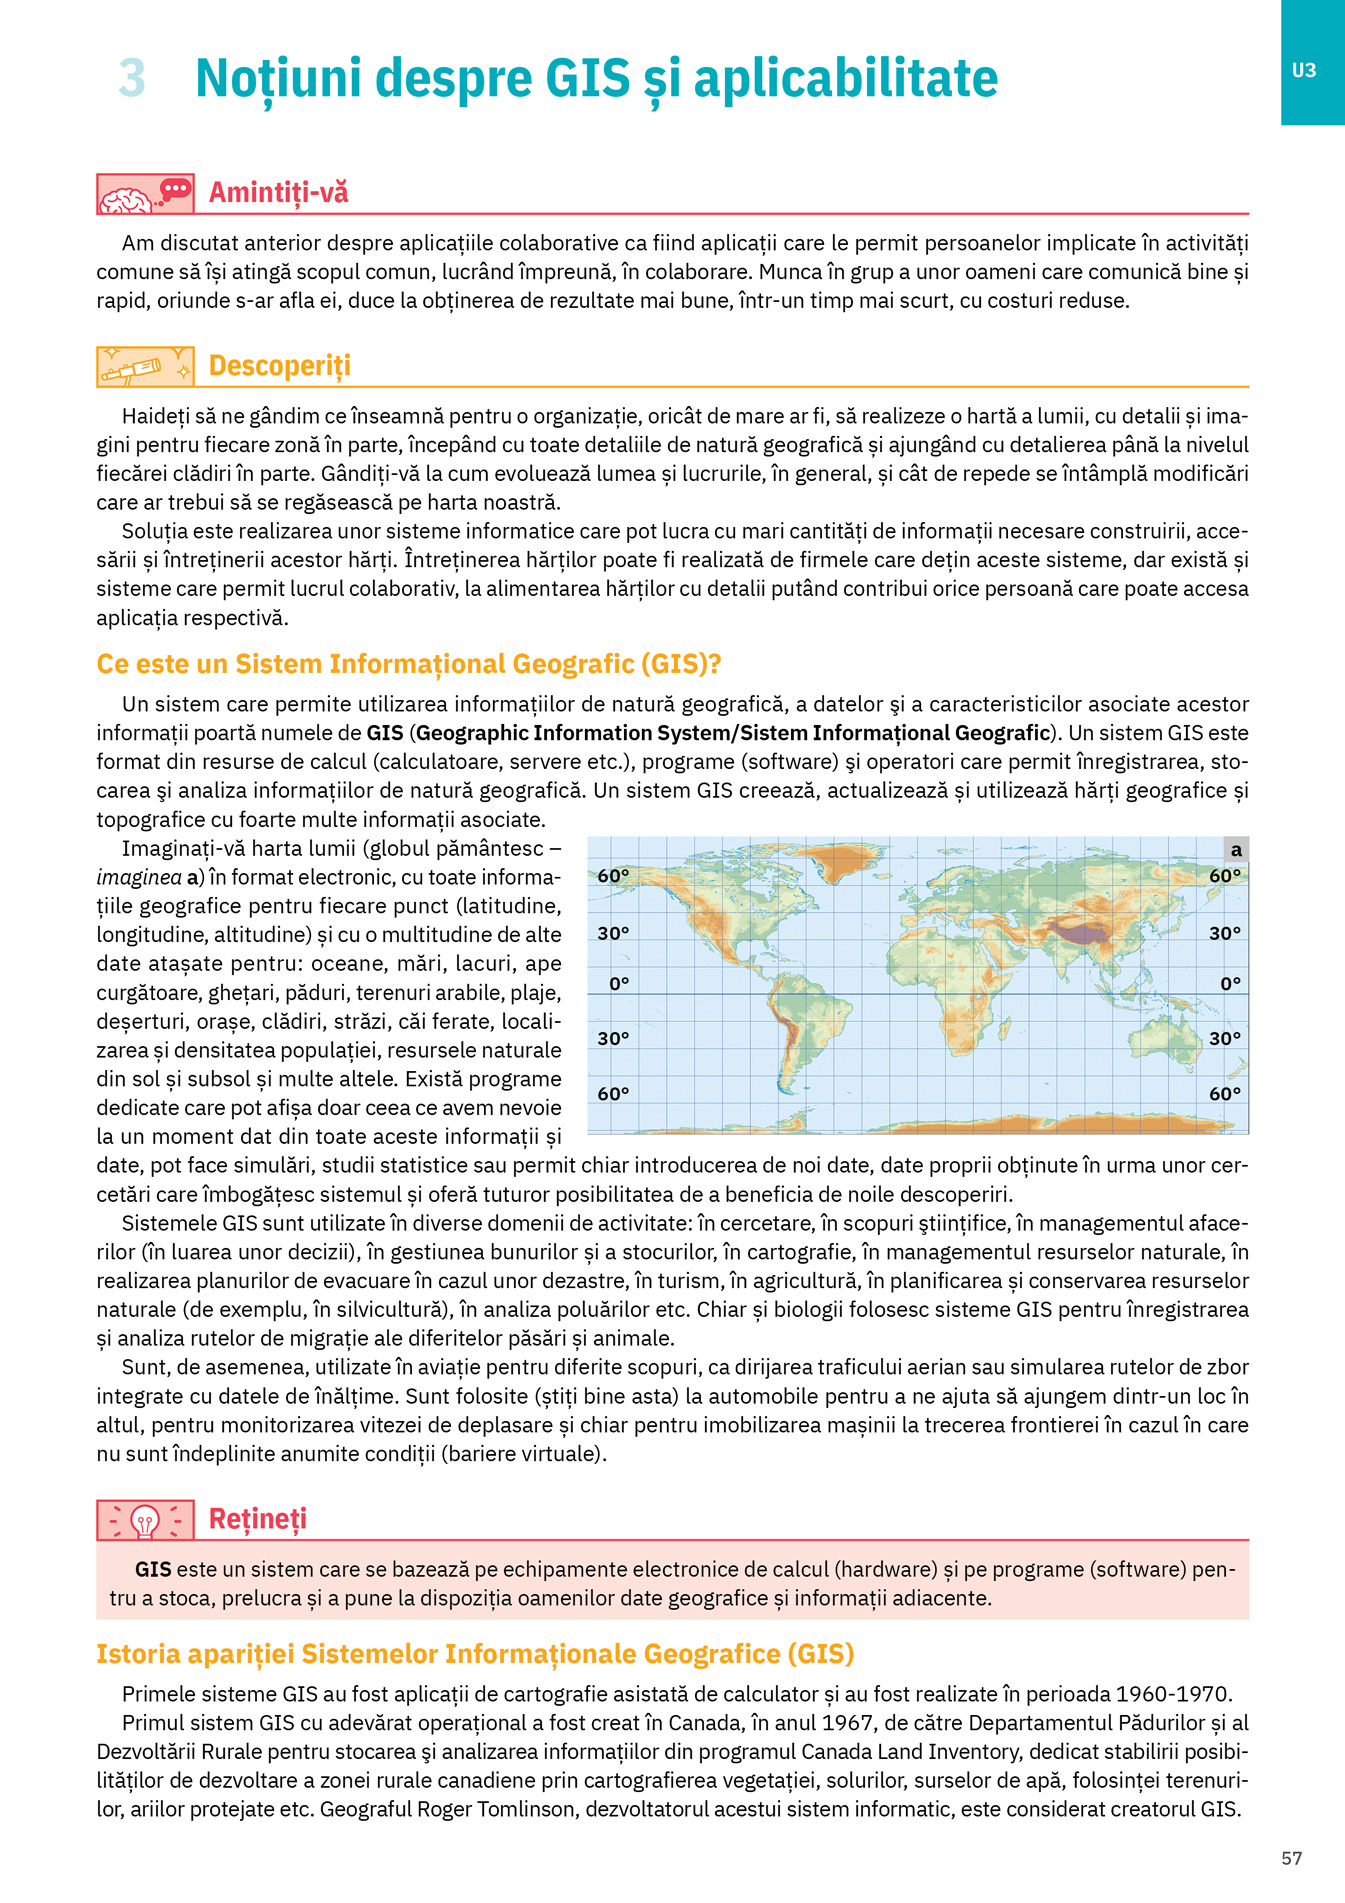 3 Noțiuni despre GIS și aplicabilitate
U3
Amintiți-vă
Am discutat anterior despre aplicațiile colaborative ca fiind aplicații care le permit persoanelor implicate în activități
comune să își atingă scopul comun, lucrând împreună, în colaborare. Munca în grup a unor oameni care comunică bine și
rapid, oriunde s-ar afla ei, duce la obținerea de rezultate mai bune, într-un timp mai scurt, cu costuri reduse.
Descoperiți
Haideți să ne gândim ce înseamnă pentru o organizație, oricât de mare ar fi, să realizeze o hartă a lumii, cu detalii și ima-
gini pentru fiecare zonă în parte, începând cu toate detaliile de natură geografică și ajungând cu detalierea până la nivelul
fiecărei clădiri în parte. Gândiți-vă la cum evoluează lumea și lucrurile, în general, și cât de repede se întâmplă modificări
care ar trebui să se regăsească pe harta noastră.
Soluția este realizarea unor sisteme informatice care pot lucra cu mari cantități de informații necesare construirii, acce-
sării și întreținerii acestor hărți. Întreținerea hărților poate fi realizată de firmele care dețin aceste sisteme, dar există și
sisteme care permit lucrul colaborativ, la alimentarea hărților cu detalii putând contribui orice persoană care poate accesa
aplicația respectivă.
Ce este un Sistem Informațional Geografic (GIS)?
Un sistem care permite utilizarea informațiilor de natură geografică, a datelor şi a caracteristicilor asociate acestor
informații poartă numele de GIS (Geographic Information System/Sistem Informațional Geografic). Un sistem GIS este
format din resurse de calcul (calculatoare, servere etc.), programe (software) şi operatori care permit înregistrarea, sto-
carea şi analiza informațiilor de natură geografică. Un sistem GIS creează, actualizează și utilizează hărți geografice și
topografice cu foarte multe informații asociate.
Imaginați-vă harta lumii (globul pământesc –
imaginea a) în format electronic, cu toate informa-
țiile geografice pentru fiecare punct (latitudine,
longitudine, altitudine) și cu o multitudine de alte
date atașate pentru: oceane, mări, lacuri, ape
curgătoare, ghețari, păduri, terenuri arabile, plaje,
deșerturi, orașe, clădiri, străzi, căi ferate, locali-
zarea și densitatea populației, resursele naturale
din sol și subsol și multe altele. Există programe
dedicate care pot afișa doar ceea ce avem nevoie
la un moment dat din toate aceste informații și
date, pot face simulări, studii statistice sau permit chiar introducerea de noi date, date proprii obținute în urma unor cer-
cetări care îmbogățesc sistemul și oferă tuturor posibilitatea de a beneficia de noile descoperiri.
a
60° 60°
30° 30°
0° 0°
30° 30°
60° 60°
Sistemele GIS sunt utilizate în diverse domenii de activitate: în cercetare, în scopuri ştiințifice, în managementul aface-
rilor (în luarea unor decizii), în gestiunea bunurilor și a stocurilor, în cartografie, în managementul resurselor naturale, în
realizarea planurilor de evacuare în cazul unor dezastre, în turism, în agricultură, în planificarea și conservarea resurselor
naturale (de exemplu, în silvicultură), în analiza poluărilor etc. Chiar și biologii folosesc sisteme GIS pentru înregistrarea
și analiza rutelor de migrație ale diferitelor păsări și animale.
Sunt, de asemenea, utilizate în aviație pentru diferite scopuri, ca dirijarea traficului aerian sau simularea rutelor de zbor
integrate cu datele de înălțime. Sunt folosite (știți bine asta) la automobile pentru a ne ajuta să ajungem dintr-un loc în
altul, pentru monitorizarea vitezei de deplasare și chiar pentru imobilizarea mașinii la trecerea frontierei în cazul în care
nu sunt îndeplinite anumite condiții (bariere virtuale).
Rețineți
GIS este un sistem care se bazează pe echipamente electronice de calcul (hardware) și pe programe (software) pen-
tru a stoca, prelucra și a pune la dispoziția oamenilor date geografice și informații adiacente.
Istoria apariției Sistemelor Informaționale Geografice (GIS)
Primele sisteme GIS au fost aplicații de cartografie asistată de calculator și au fost realizate în perioada 1960-1970.
Primul sistem GIS cu adevărat operațional a fost creat în Canada, în anul 1967, de către Departamentul Pădurilor și al
Dezvoltării Rurale pentru stocarea şi analizarea informațiilor din programul Canada Land Inventory, dedicat stabilirii posibi-
lităților de dezvoltare a zonei rurale canadiene prin cartografierea vegetației, solurilor, surselor de apă, folosinței terenuri-
lor, ariilor protejate etc. Geograful Roger Tomlinson, dezvoltatorul acestui sistem informatic, este considerat creatorul GIS.
57